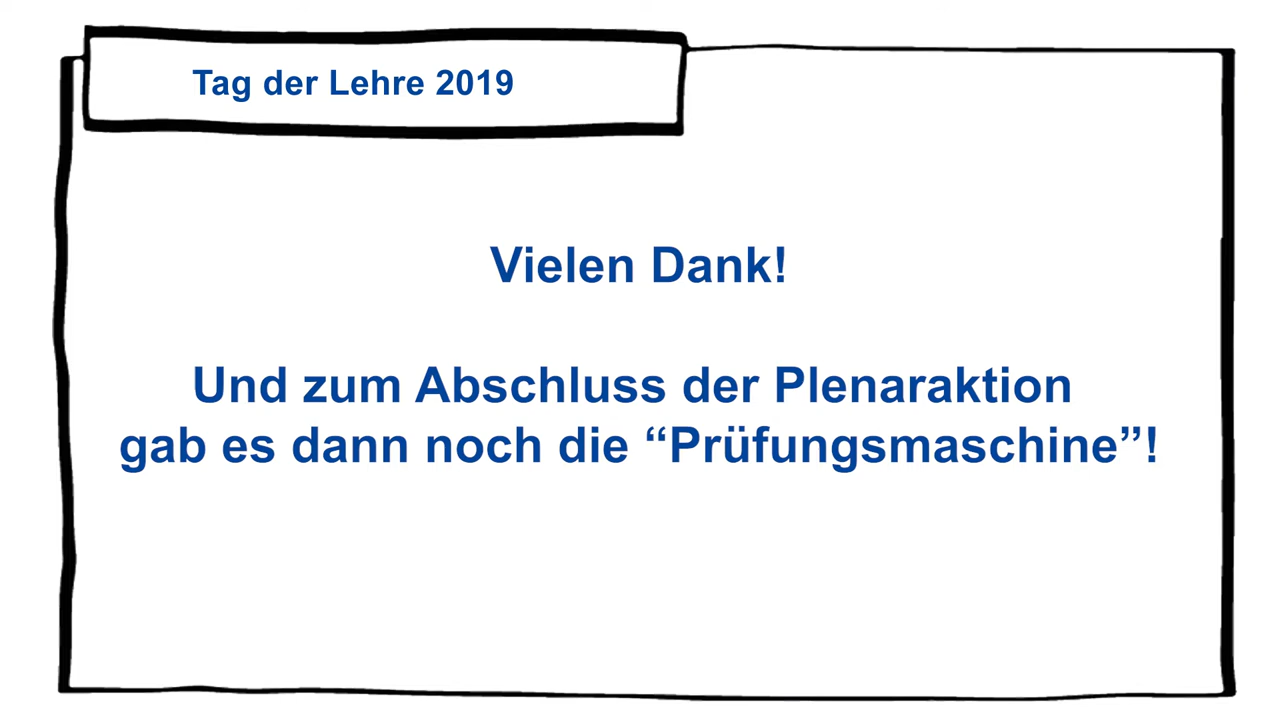 Tag der Lehre 2019
Vielen Dank!
Und zum Abschluss der Plenaraktion
gab es dann noch die “Prüfungsmaschine”!